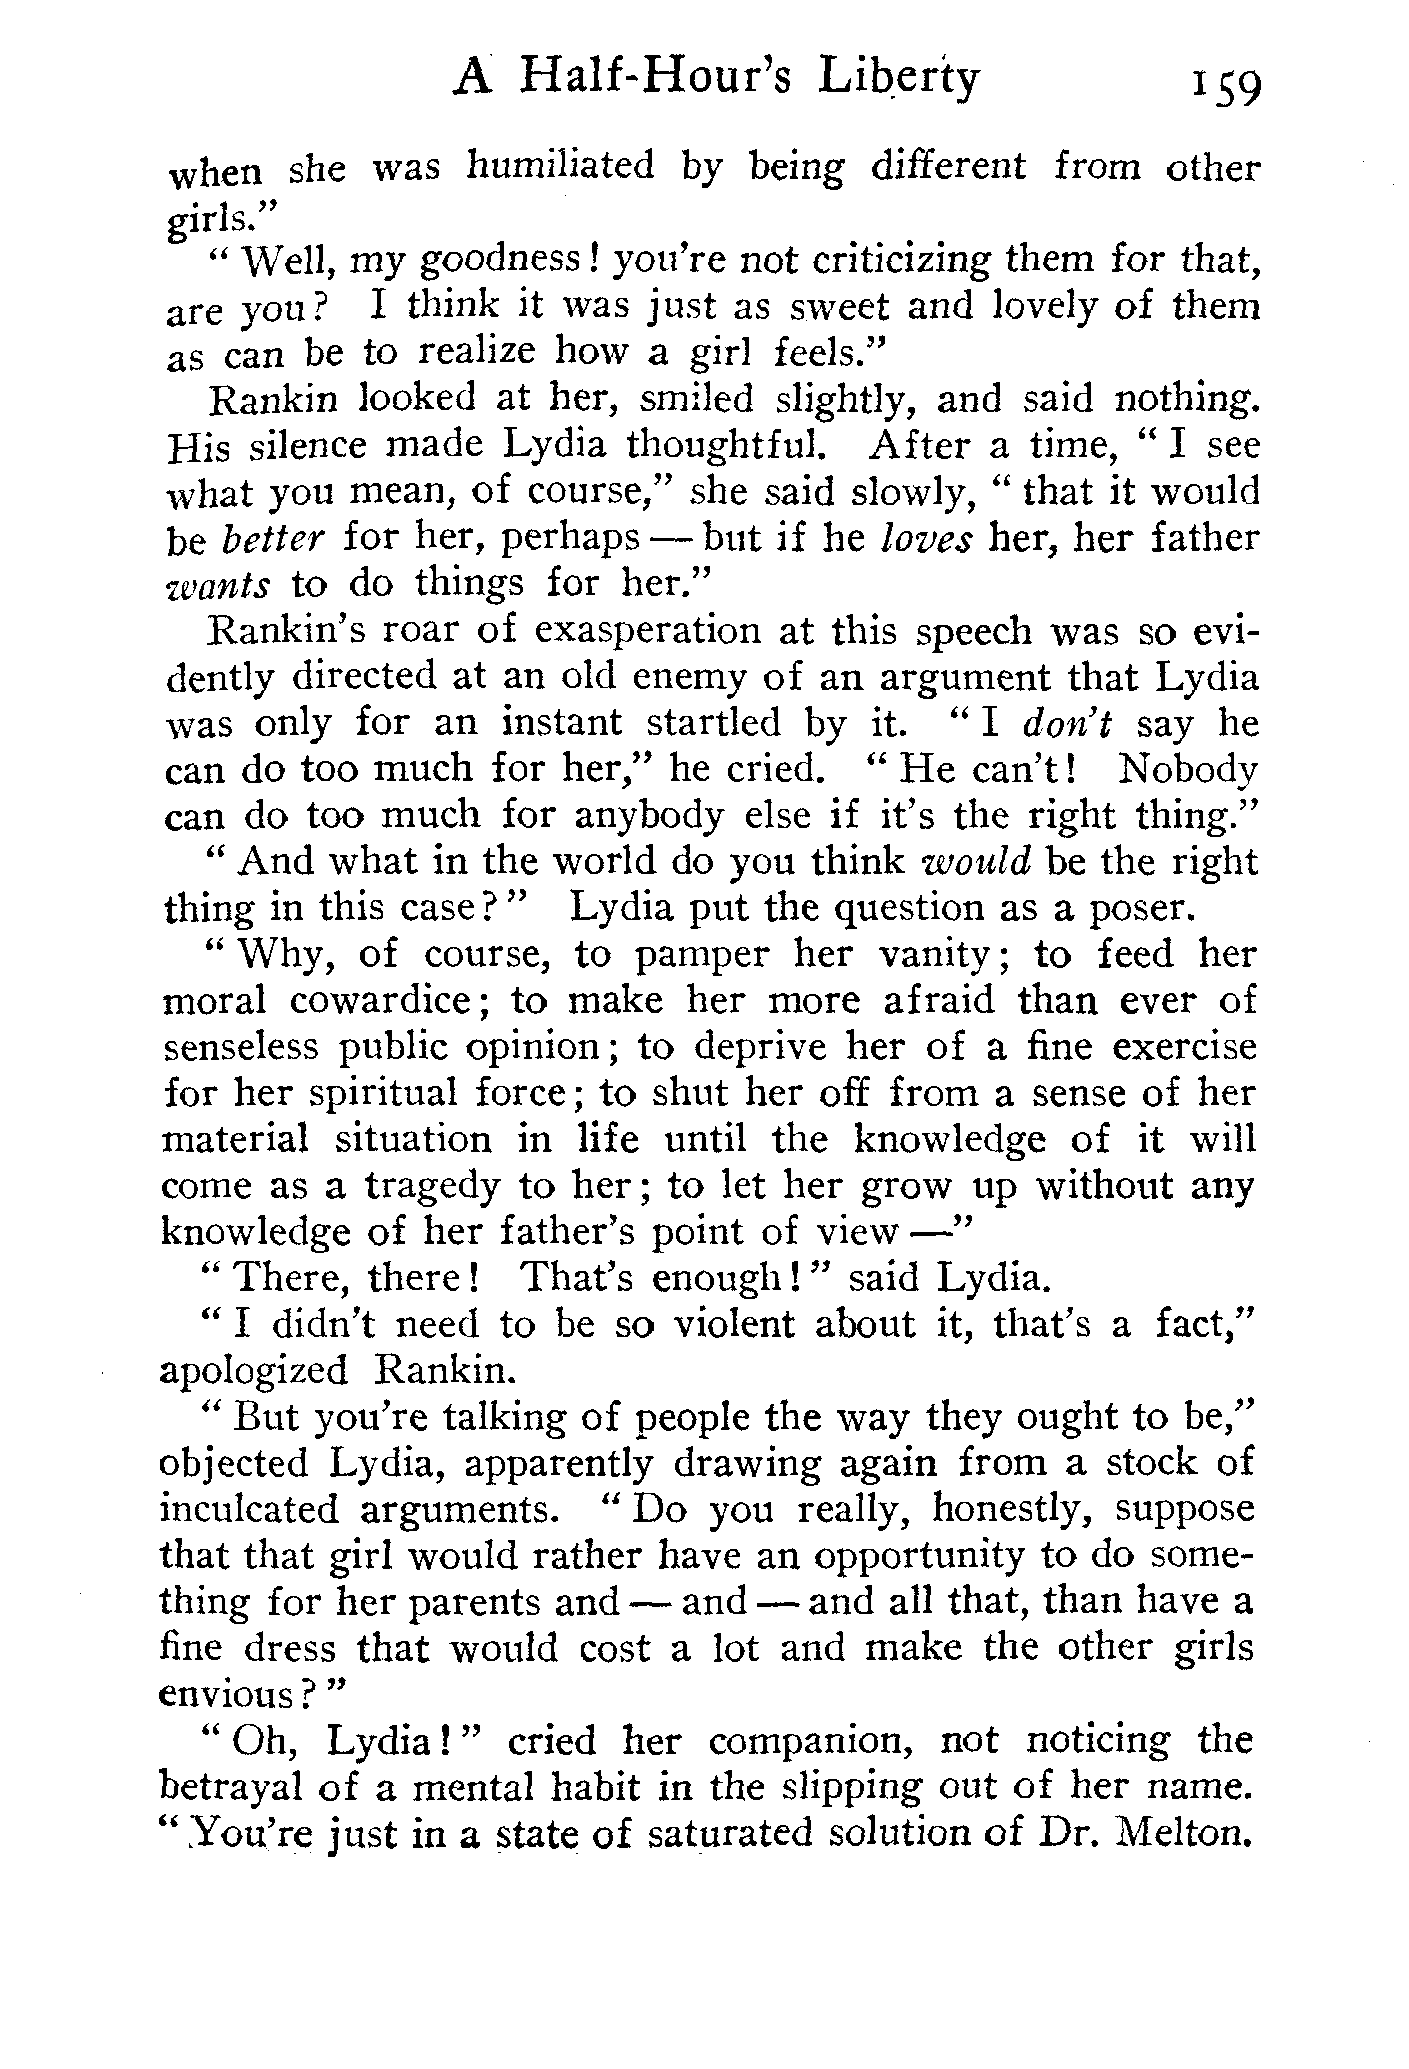 A Half-Hour's Liberty 159
when she was humiliated by being different from other
girls."
"Well, my goodness! you're not criticizing them for that,
are you? I think it was just as sweet and lovely of them
as can be to realize how a girl feels."
Rankin looked at her, smiled slightly, and said nothing.
His silence made Lydia thoughtful. After a time, "I see
what you mean, of course," she said slowly, "that it would
be better for her, perhaps — but if he loves her, her father
wants to do things for her."
Rankin's roar of exasperation at this speech was so evi-
dently directed at an old enemy of an argument that Lydia
was only for an instant startled by it. "I don't say he
can do too much for her," he cried. "He can't! Nobody
can do too much for anybody else if it's the right thing."
"And what in the world do you think would be the right
thing in this case?" Lydia put the question as a poser.
"Why, of course, to pamper her vanity; to feed her
moral cowardice; to make her more afraid than ever of
senseless public opinion; to deprive her of a fine exercise
for her spiritual force; to shut her off from a sense of her
material situation in life until the knowledge of it will
come as a tragedy to her; to let her grow up without any
knowledge of her father's point of view —"
"There, there! That's enough!" said Lydia.
"I didn't need to be so violent about it, that's a fact,"
apologized Rankin.
"But you're talking of people the way they ought to be,"
objected Lydia, apparently drawing again from a stock of
inculcated arguments. "Do you really, honestly, suppose
that that girl would rather have an opportunity to do some-
thing for her parents and — and — and all that, than have a
fine dress that would cost a lot and make the other girls
envious?"
"Oh, Lydia!" cried her companion, not noticing the
betrayal of a mental habit in the slipping out of her name.
"You're just in a state of saturated solution of Dr. Melton.